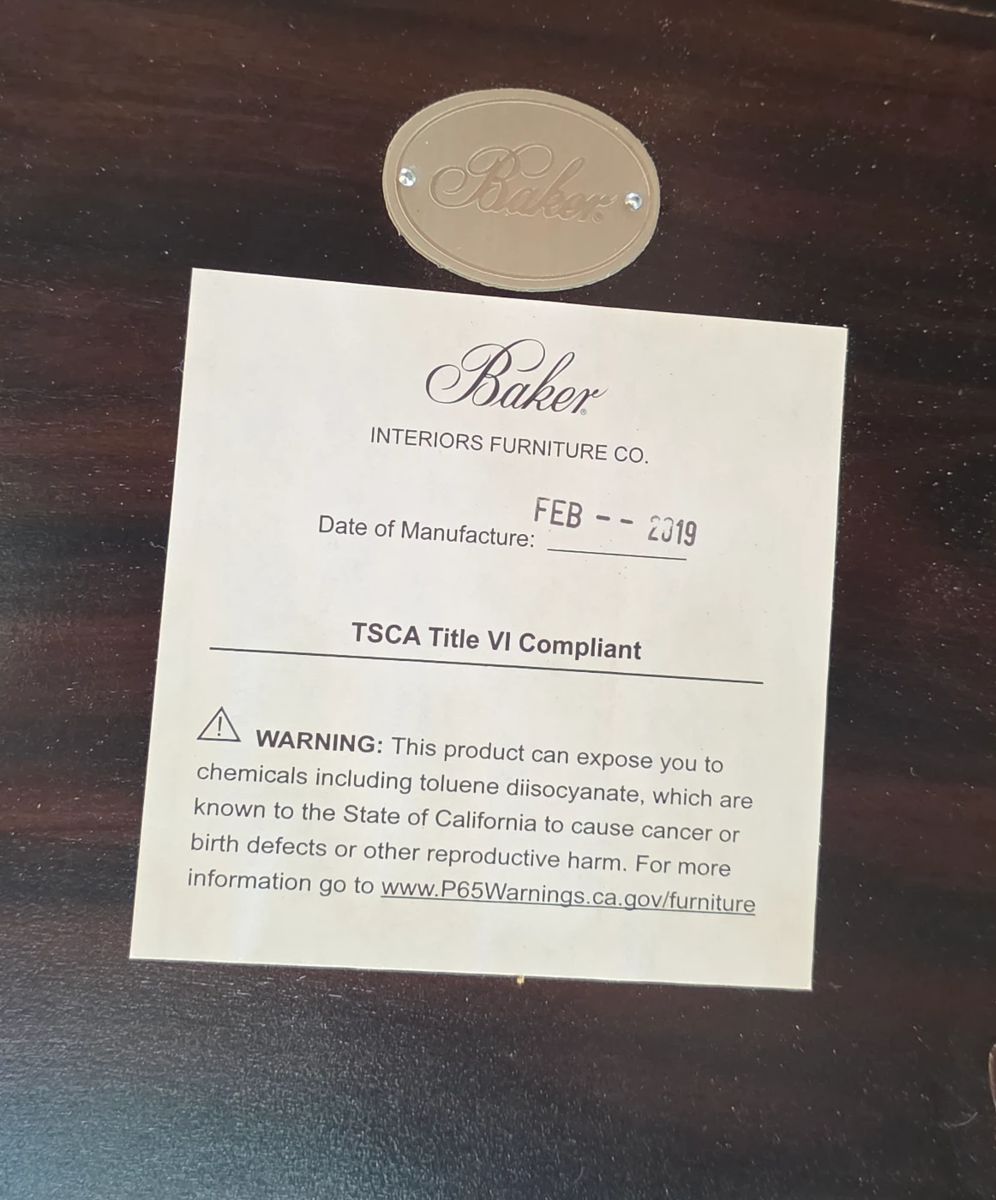 Baker
Baker
INTERIORS FURNITURE CO.
Date of Manufacture: FEB -- 2019
TSCA Title VI Compliant
WARNING: This product can expose you to
chemicals including toluene diisocyanate, which are
known to the State of California to cause cancer or
birth defects or other reproductive harm. For more
information go to www.P65Warnings.ca.gov/furniture